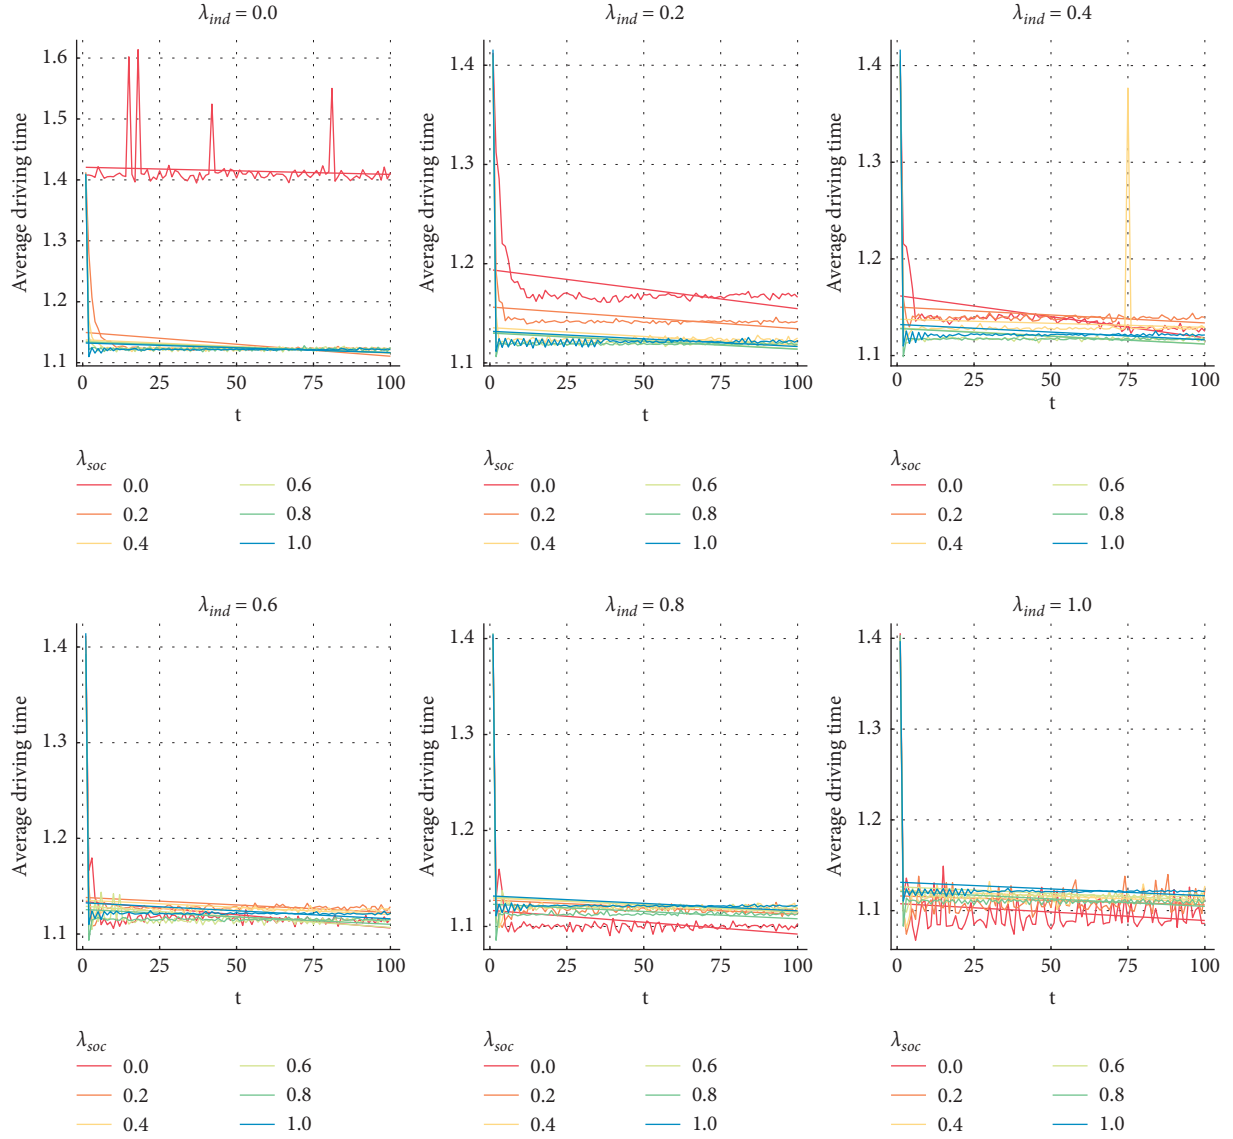 λind = 0.0
1.6
1.5
1.4
1.3
1.2
1.1
Average driving time
0 25 50 75 100
t
λsoc
0.0 0.6
0.2 0.8
0.4 1.0
λind = 0.2
1.4
1.3
1.2
1.1
Average driving time
0 25 50 75 100
t
λsoc
0.0 0.6
0.2 0.8
0.4 1.0
λind = 0.4
1.4
1.3
1.2
1.1
Average driving time
0 25 50 75 100
t
λsoc
0.0 0.6
0.2 0.8
0.4 1.0
λind = 0.6
1.4
1.3
1.2
1.1
Average driving time
0 25 50 75 100
t
λsoc
0.0 0.6
0.2 0.8
0.4 1.0
λind = 0.8
1.4
1.3
1.2
1.1
Average driving time
0 25 50 75 100
t
λsoc
0.0 0.6
0.2 0.8
0.4 1.0
λind = 1.0
1.4
1.3
1.2
1.1
Average driving time
0 25 50 75 100
t
λsoc
0.0 0.6
0.2 0.8
0.4 1.0